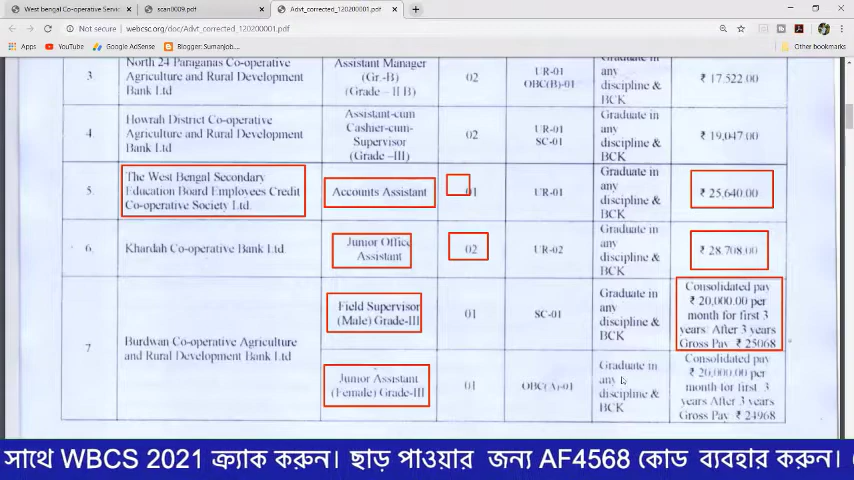 West bengal Co-operative Servic
scan0009.pdf
Advt_corrected_120200001.pdf
Not secure | webcsc.org/doc/Advt_corrected_120200001.pdf
Apps YouTube Google AdSense Blogger: Sumanjol.... Other bookmarks
3 North 24 Paraganas Co-operative Agriculture and Rural Development Bank Ltd
Assistant Manager
(Gr.-B)
(Grade – II B)
02
UR-01
OBC(B)-01
Graduate in
any
discipline &
BCK
₹ 17.522.00
4 Howrah District Co-operative
Agriculture and Rural Development
Bank Ltd
Assistant-cum
Cashier-cum-
Supervisor
(Grade –III)
02
UR-01
SC-01
Graduate in
any
discipline &
BCK
₹ 19,047.00
5. The West Bengal Secondary
Education Board Employees Credit
Co-operative Society Ltd.
Accounts Assistant
01
UR-01
Graduate in
any
discipline &
BCK
₹ 25,640.00
6. Khardah Co-operative Bank Ltd.
Junior Office
Assistant
02
UR-02
Graduate in
any
discipline &
BCK
₹ 28.708.00
7 Burdwan Co-operative Agriculture
and Rural Development Bank Ltd
Field Supervisor
(Male) Grade-III
01
SC-01
Graduate in
any
discipline &
BCK
Consolidated pay
₹ 20,000.00 per
month for first 3
years. After 3 years
Gross Pay ₹ 25068
Junior Assistant
(Female) Grade-III
01
OBC(A)-01
Graduate in
any
discipline &
BCK
Consolidated pay
₹ 20,000.00 per
month for first 3
years After 3 years
Gross Pay ₹ 24968
সাথে WBCS 2021 ক্র্যাক করুন। ছাড় পাওয়ার জন্য AF4568 কোড ব্যবহার করুন।